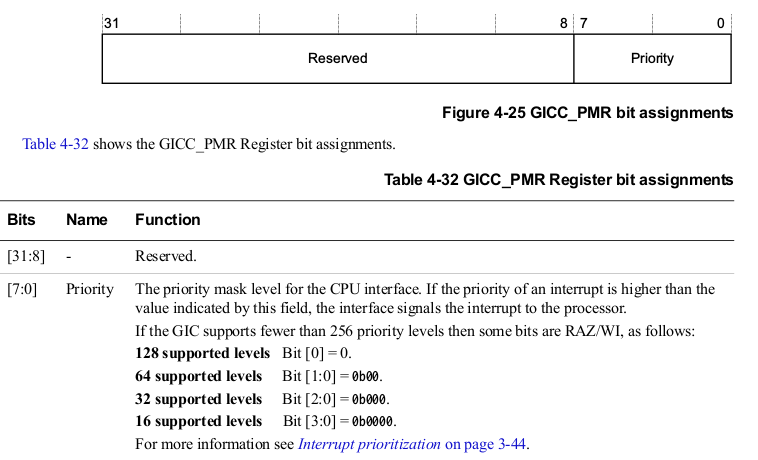 31 8 7 0
Reserved Priority
Figure 4-25 GICC_PMR bit assignments
Table 4-32 shows the GICC_PMR Register bit assignments.
Table 4-32 GICC_PMR Register bit assignments
Bits Name Function
[31:8] - Reserved.
[7:0] Priority The priority mask level for the CPU interface. If the priority of an interrupt is higher than the
value indicated by this field, the interface signals the interrupt to the processor.
If the GIC supports fewer than 256 priority levels then some bits are RAZ/WI, as follows:
128 supported levels Bit [0] = 0.
64 supported levels Bit [1:0] = 0b00.
32 supported levels Bit [2:0] = 0b000.
16 supported levels Bit [3:0] = 0b0000.
For more information see Interrupt prioritization on page 3-44.